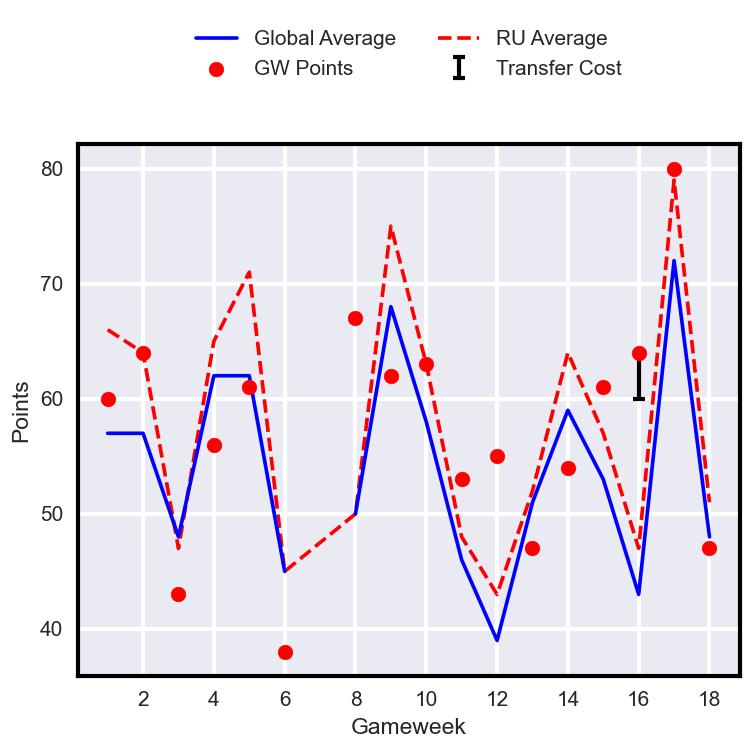 Global Average
RU Average
GW Points
Transfer Cost
80
70
60
50
40
Points
2 4 6 8 10 12 14 16 18
Gameweek